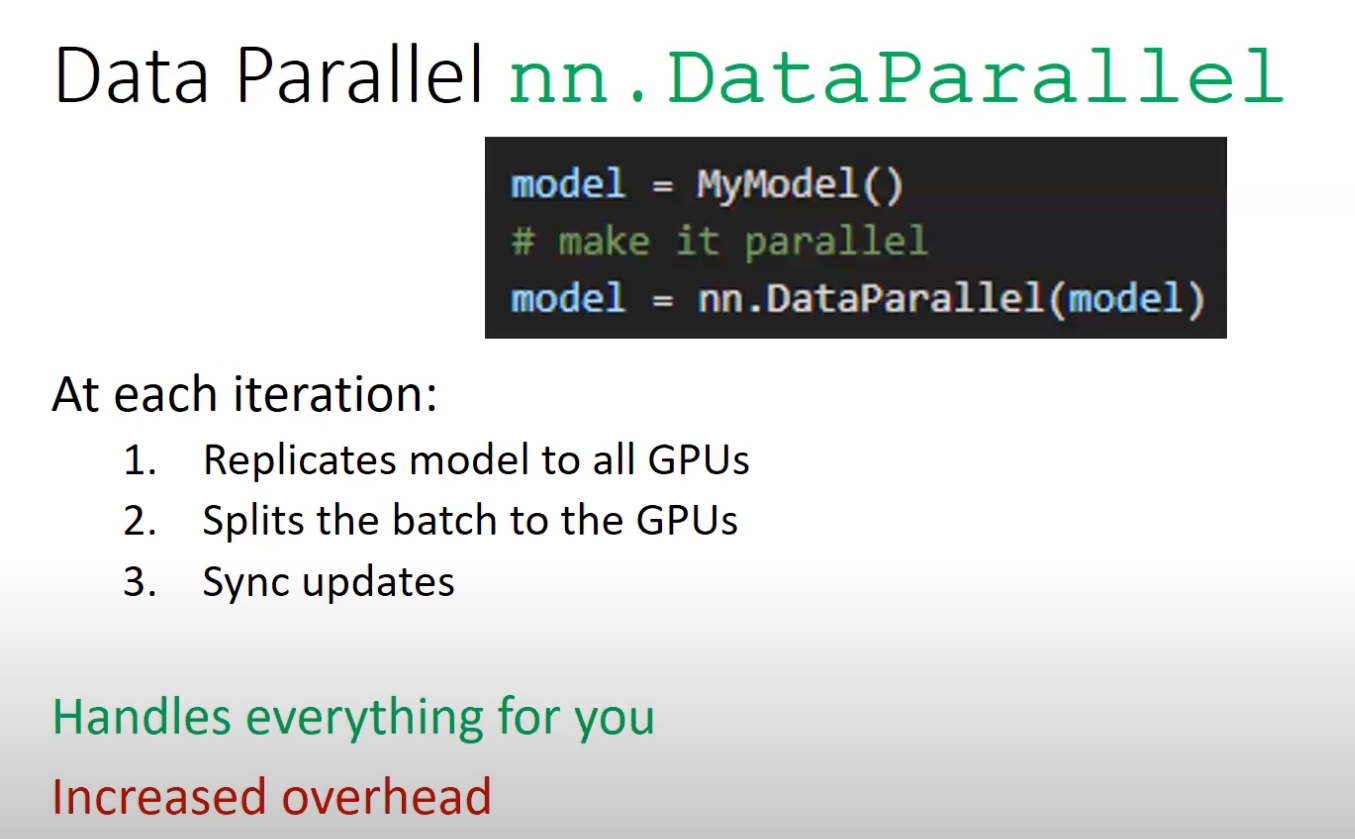 Data Parallel nn.DataParallel
model = MyModel()
# make it parallel
model = nn.DataParallel(model)
At each iteration:
1. Replicates model to all GPUs
2. Splits the batch to the GPUs
3. Sync updates
Handles everything for you
Increased overhead